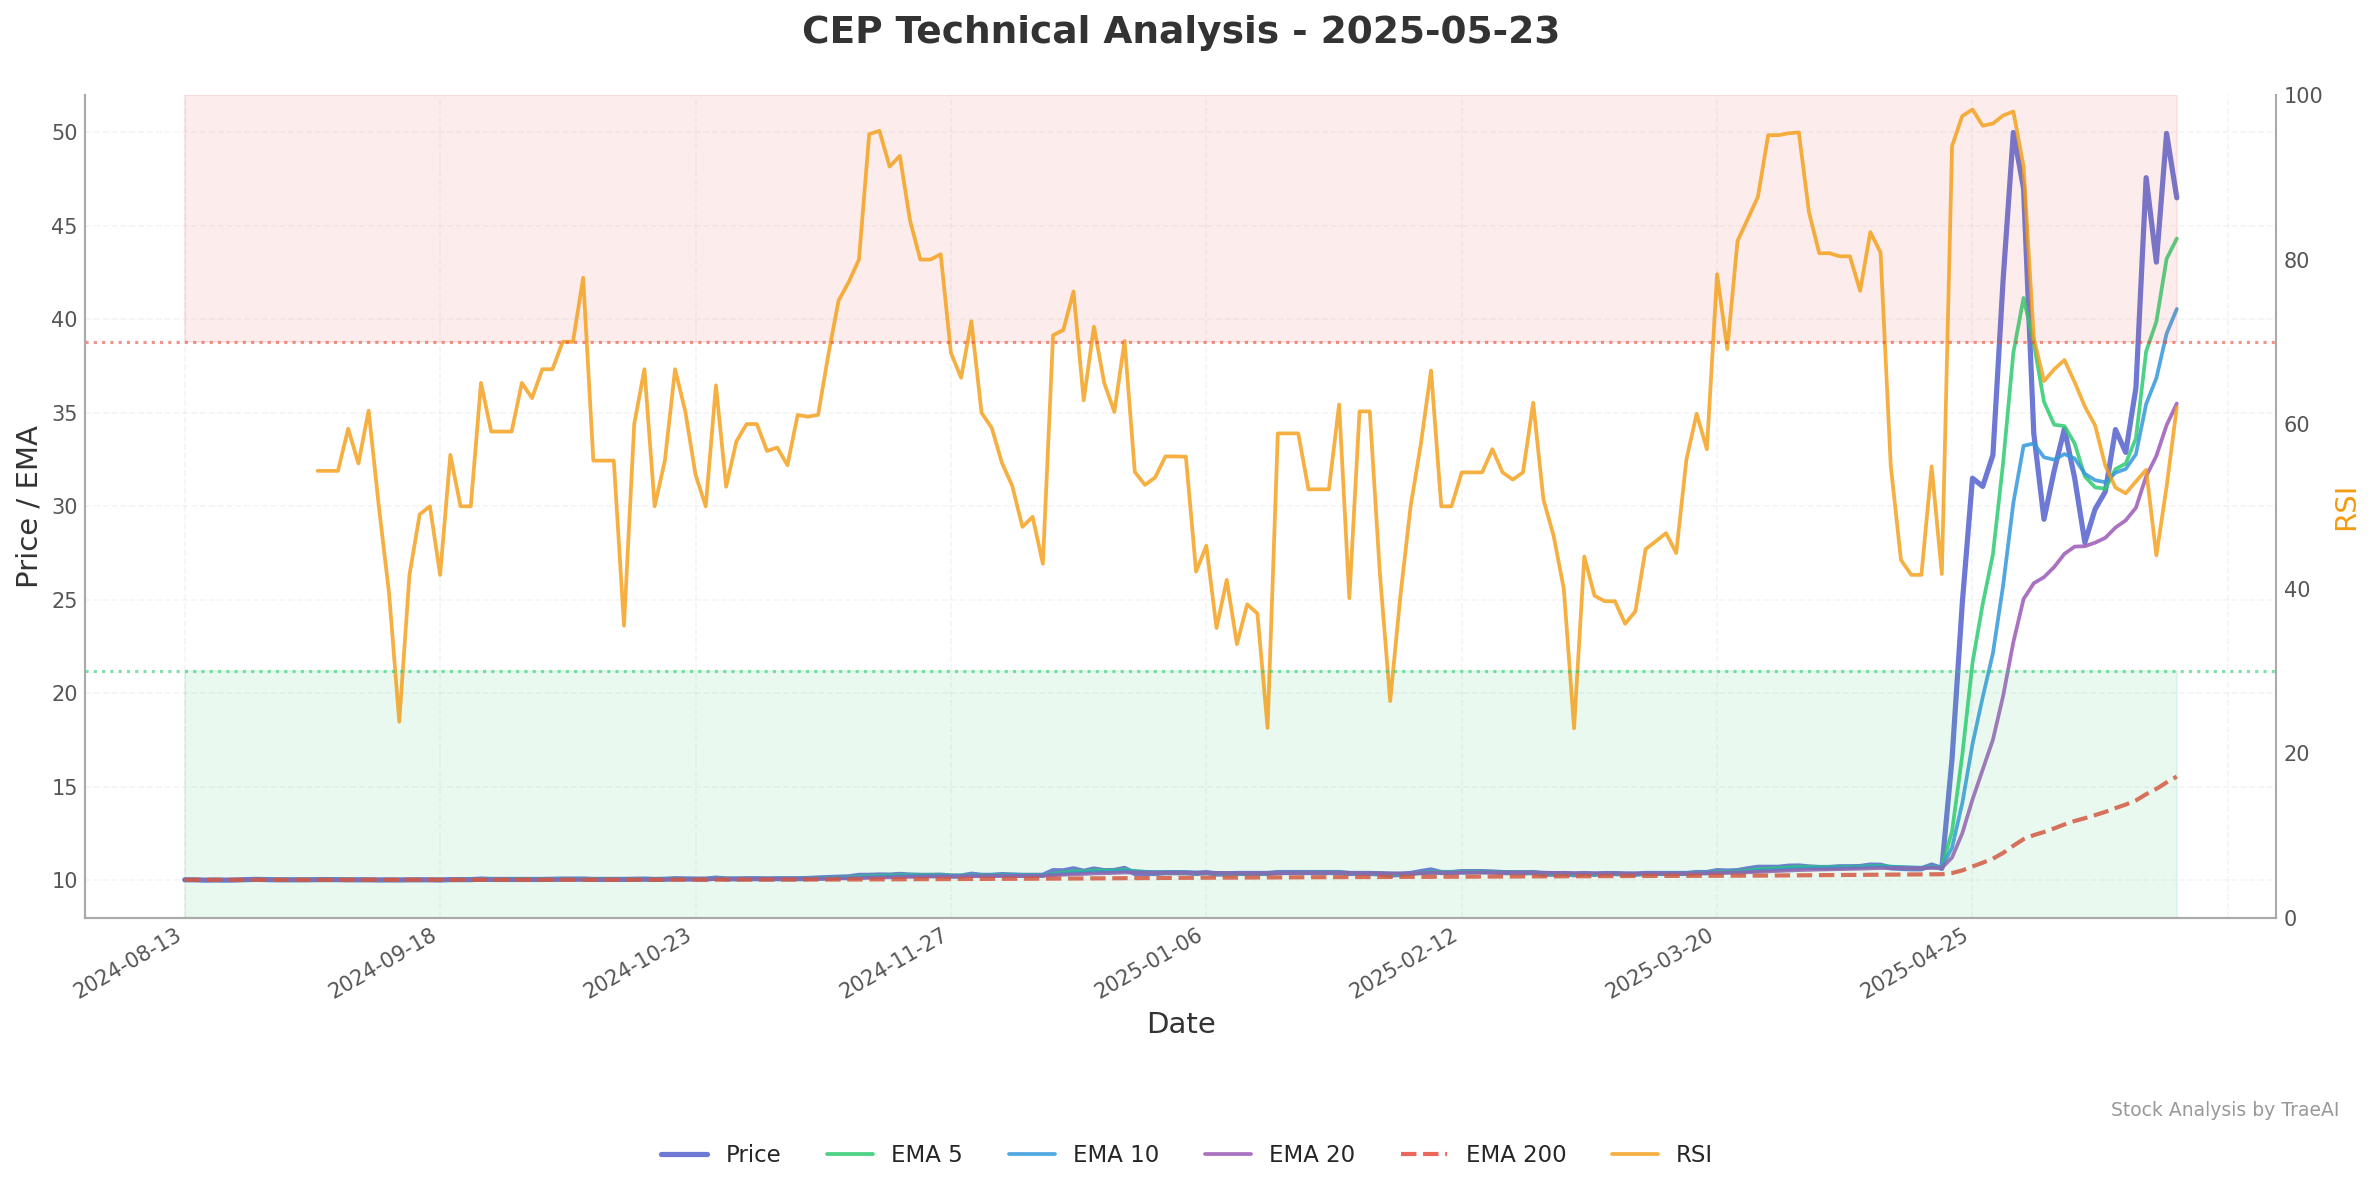 CEP Technical Analysis - 2025-05-23
Price / EMA
50
45
40
35
30
25
20
15
10
100
80
60
40
20
0
RSI
2024-08-13
2024-09-18
2024-10-23
2024-11-27
2025-01-06
2025-02-12
2025-03-20
2025-04-25
Date
Stock Analysis by TraeAI
Price
EMA 5
EMA 10
EMA 20
EMA 200
RSI